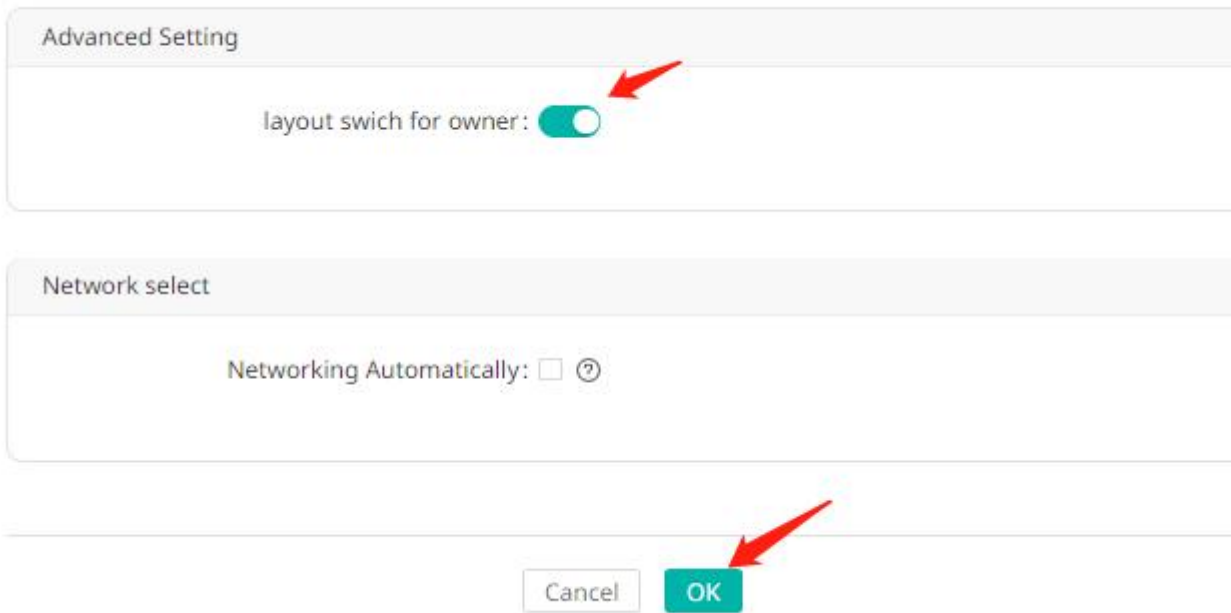 Advanced Setting
layout swich for owner:
Network select
Networking Automatically: ?
Cancel OK